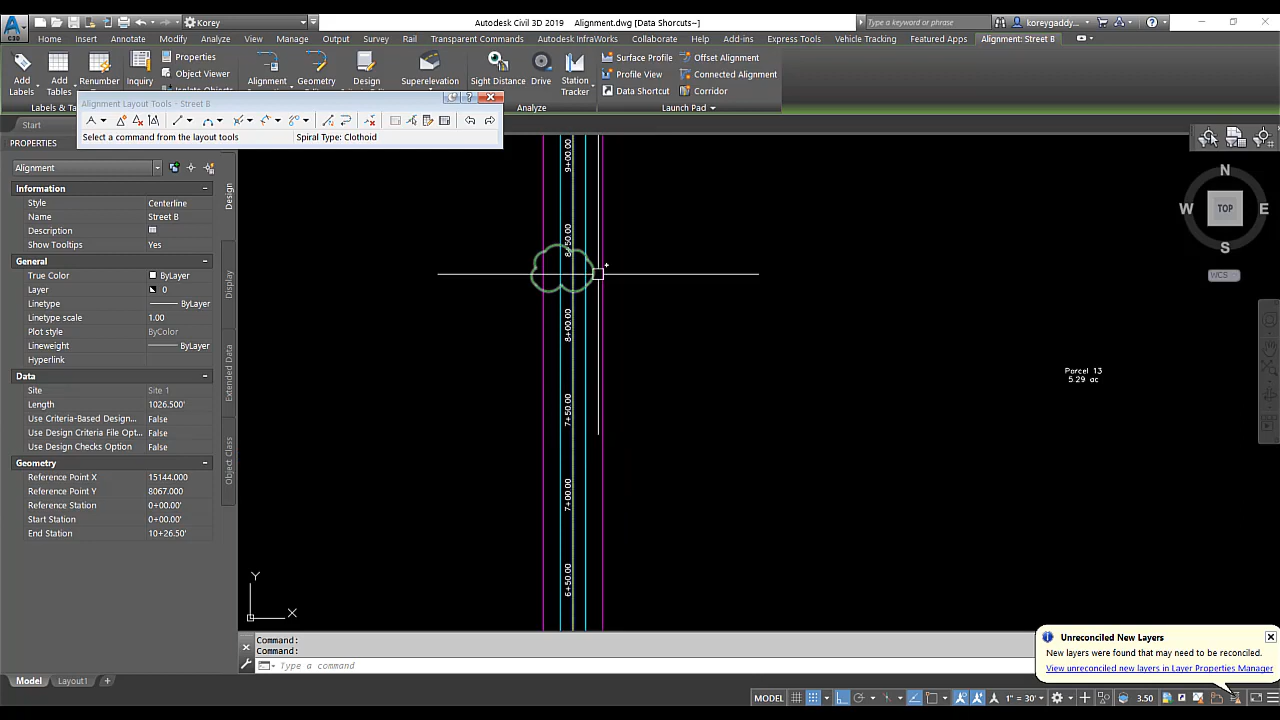 Korey
Autodesk Civil 3D 2019 Alignment.dwg [Data Shortcuts~]
Type a keyword or phrase
koreygaddy...
A
C3D
Home Insert Annotate Modify Analyze View Manage Output Survey Rail Transparent Commands Autodesk InfraWorks Collaborate Help Add-ins Express Tools Vehicle Tracking Featured Apps Alignment: Street B
Add Labels
Add Tables
Renumber
Inquiry
Properties
Object Viewer
Isolate Objects
Alignment
Geometry
Design
Superelevation
Sight Distance
Drive
Station Tracker
Surface Profile
Profile View
Data Shortcut
Offset Alignment
Connected Alignment
Corridor
Analyze
Launch Pad
Alignment Layout Tools - Street B
Select a command from the layout tools
Spiral Type: Clothoid
Start
PROPERTIES
Alignment
Information
Style Centerline
Name Street B
Description
Show Tooltips Yes
General
True Color ByLayer
Layer 0
Linetype ByLayer
Linetype scale 1.00
Plot style ByColor
Lineweight ByLayer
Hyperlink
Data
Site Site 1
Length 1026.500'
Use Criteria-Based Design... False
Use Design Criteria File Opt... False
Use Design Checks Option False
Geometry
Reference Point X 15144.000
Reference Point Y 8067.000
Reference Station 0+00.00'
Start Station 0+00.00'
End Station 10+26.50'
Design
Display
Extended Data
Object Class
9+00.00
8+50.00
8+00.00
7+50.00
7+00.00
6+50.00
Parcel 13
5.29 ac
N
W TOP E
S
WCS
Y
X
Command:
Command:
Type a command
Unreconciled New Layers
New layers were found that may need to be reconciled.
View unreconciled new layers in Layer Properties Manager
Model Layout1 +
MODEL 1" = 30' 3.50